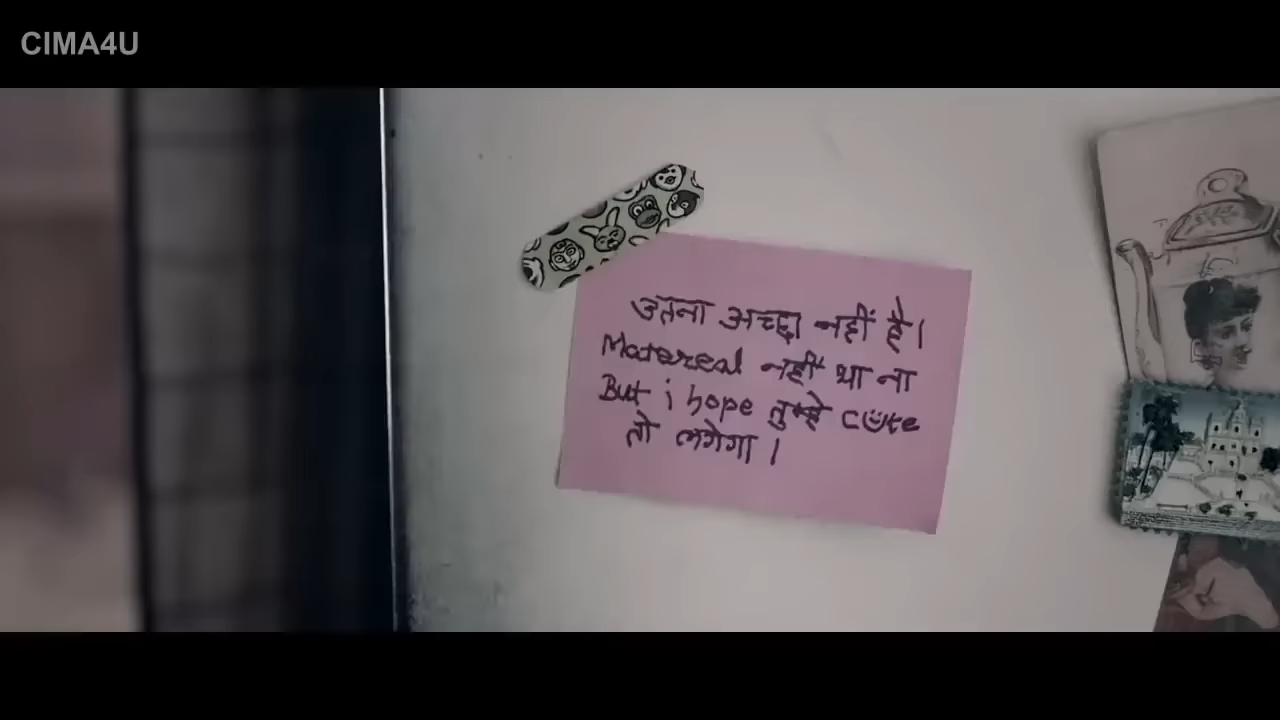 CIMA4U
उतना अच्छा नहीं है।
Matereal नहीं था ना
But i hope तुम्हे cute
तो लगेगा।